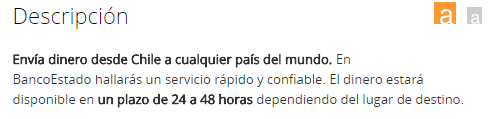 Descripción
a a
Envía dinero desde Chile a cualquier país del mundo. En
BancoEstado hallarás un servicio rápido y confiable. El dinero estará
disponible en un plazo de 24 a 48 horas dependiendo del lugar de destino.